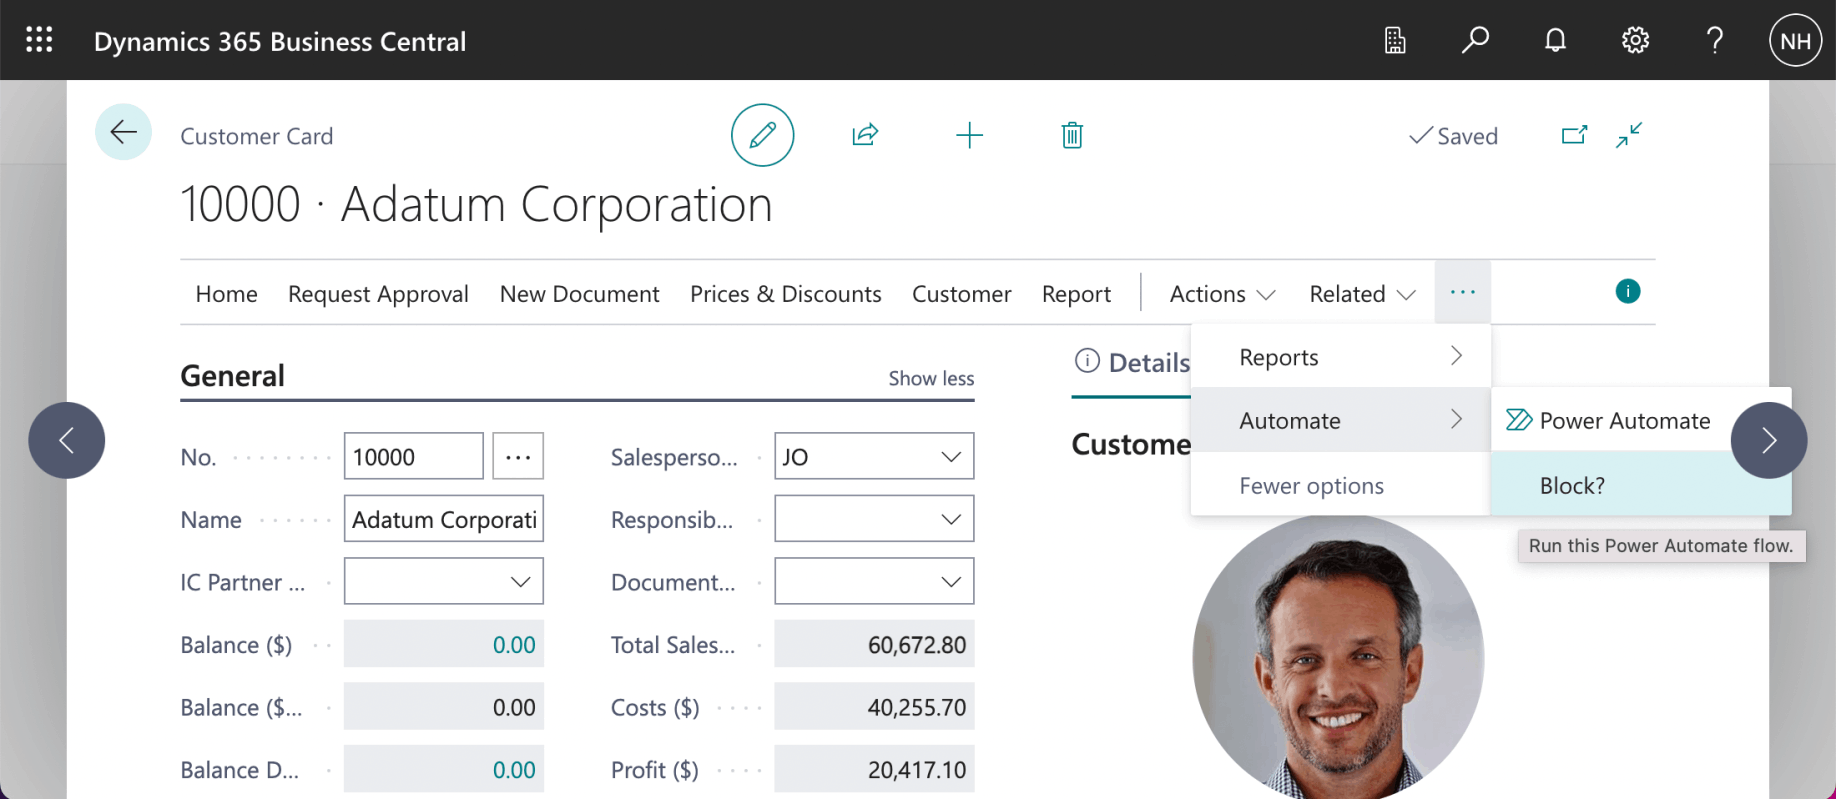 Dynamics 365 Business Central
NH
Customer Card
Saved
10000 · Adatum Corporation
Home Request Approval New Document Prices & Discounts Customer Report Actions Related ···
General
Show less
Details
Reports
Automate
Fewer options
Power Automate
Block?
Run this Power Automate flow.
Custome
No. 10000 ···
Salesperso... JO
Name Adatum Corporati
Responsib...
IC Partner ...
Document...
Balance ($) 0.00
Total Sales... 60,672.80
Balance ($... 0.00
Costs ($) 40,255.70
Balance D... 0.00
Profit ($) 20,417.10